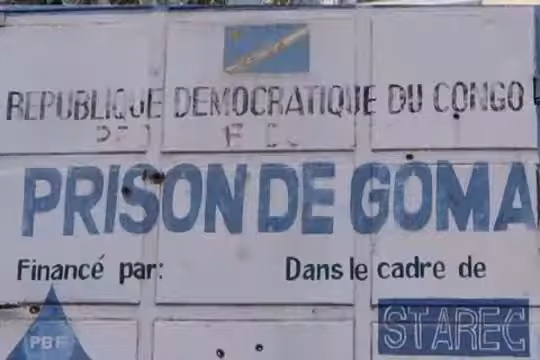 REPUBLIQUE DEMOCRATIQUE DU CONGO
PRISON DE GOMA
Financé par: Dans le cadre de
PBF STAREC